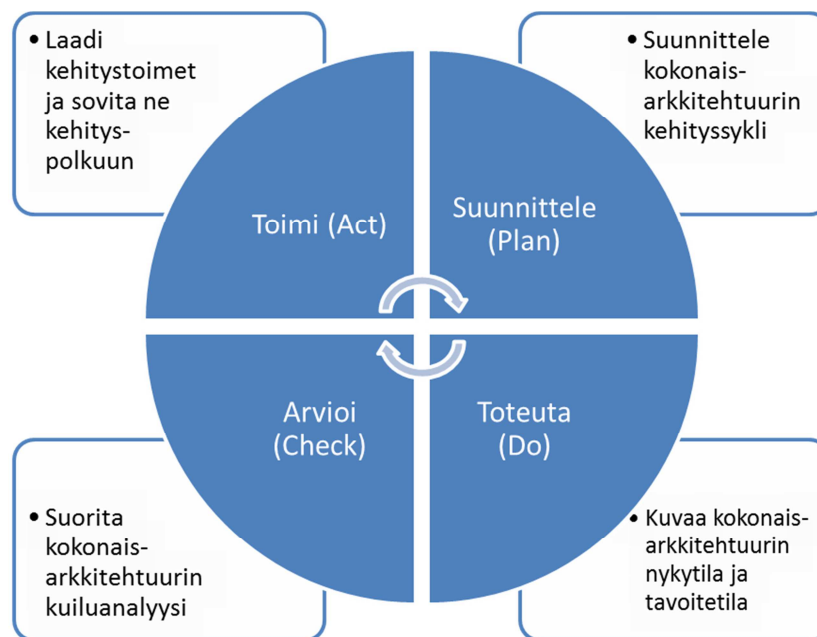 • Laadi
kehitystoimet
ja sovita ne
kehitys-
polkuun
• Suunnittele
kokonais-
arkkitehtuurin
kehityssykli
Toimi (Act)
Suunnittele
(Plan)
Arvioi
(Check)
Toteuta
(Do)
• Suorita
kokonais-
arkkitehtuurin
kuiluanalyysi
• Kuvaa kokonais-
arkkitehtuurin
nykytila ja
tavoitetila